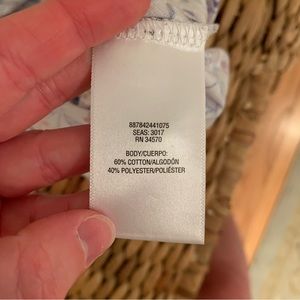 887842441075
SEAS: 3017
RN 34570
BODY/CUERPO:
60% COTTON/ALGODÓN
40% POLYESTER/POLIÉSTER